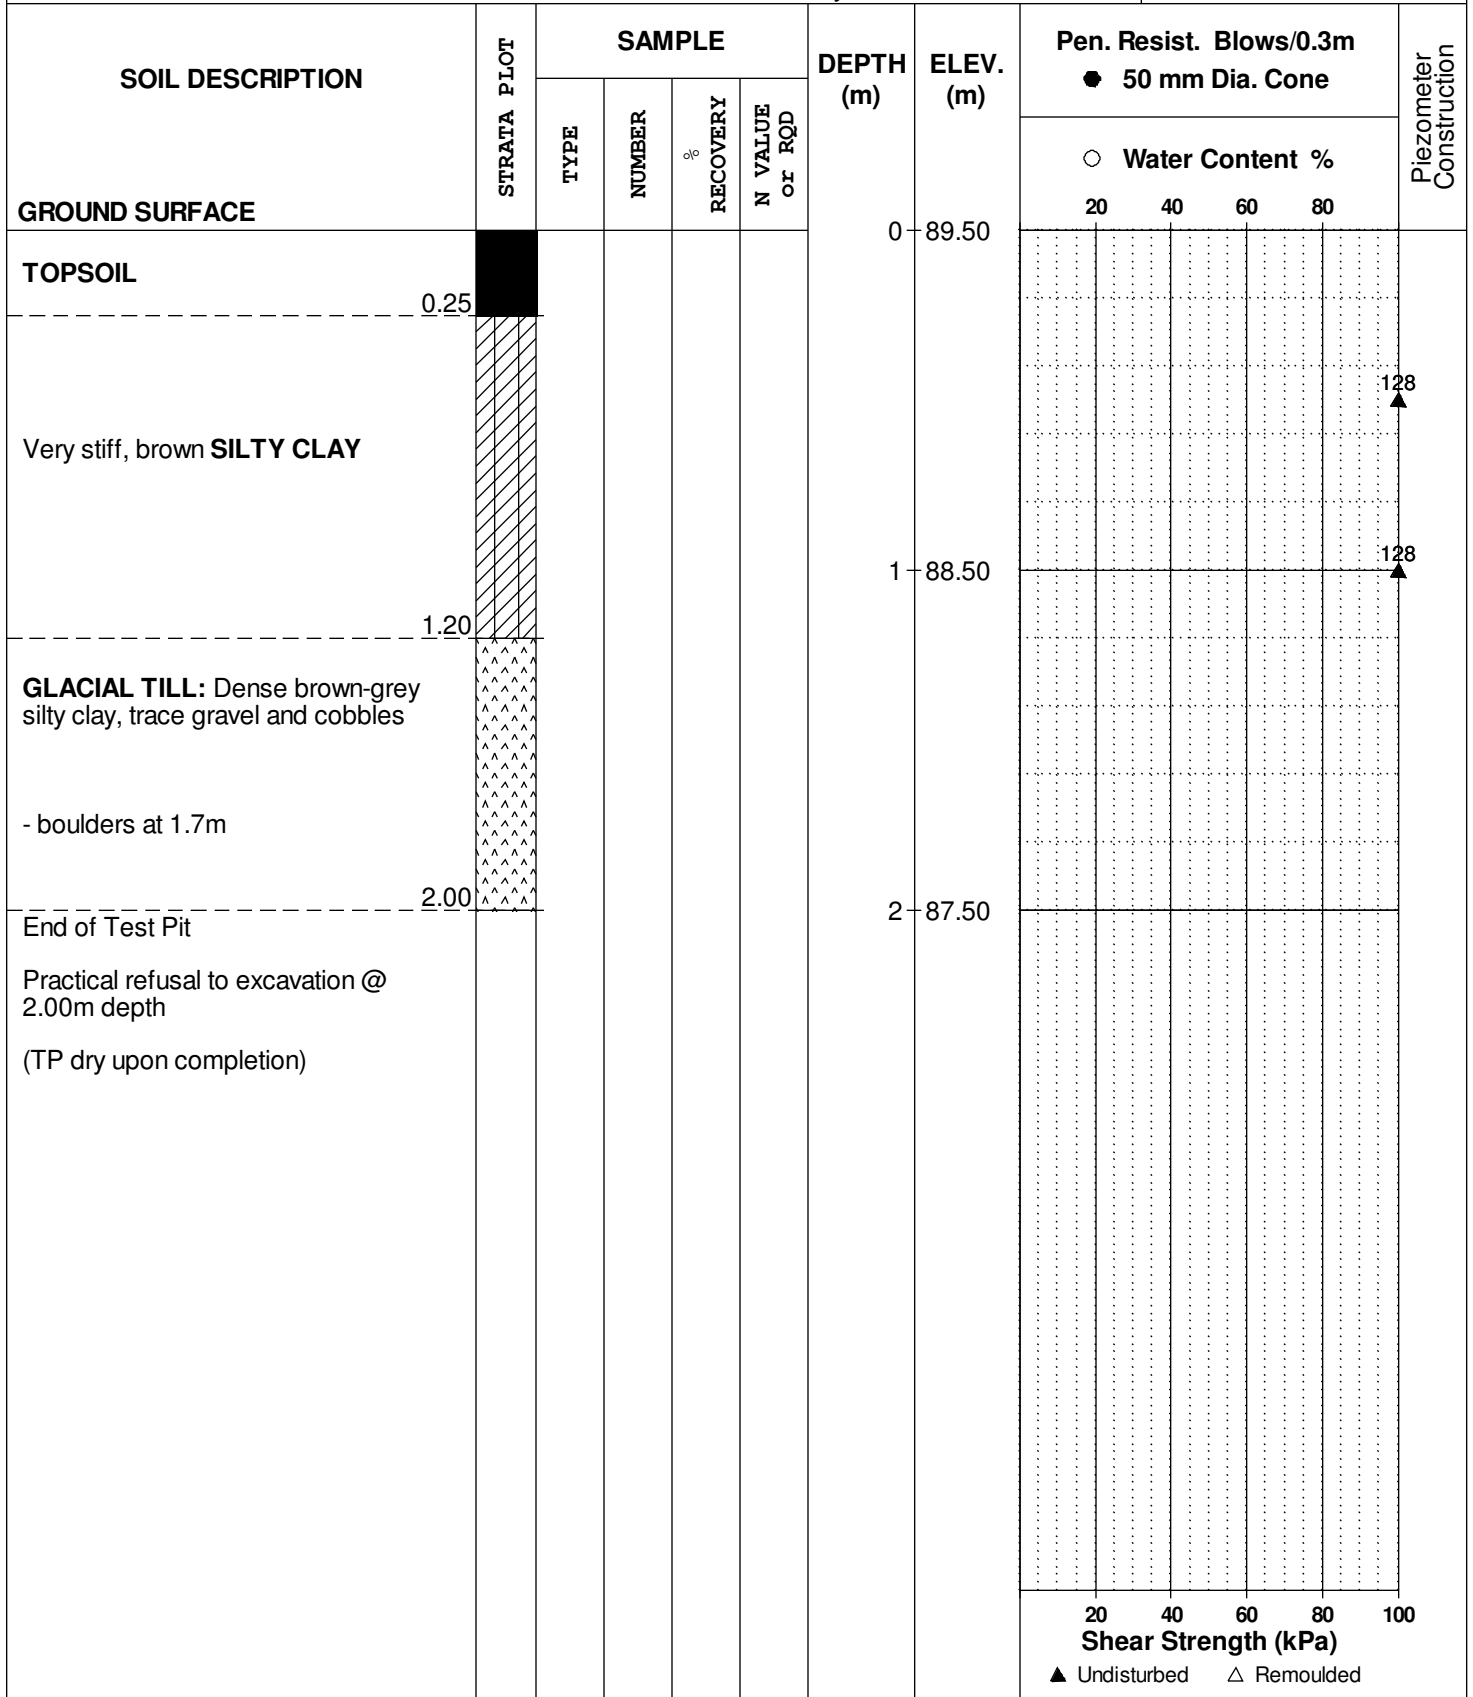 SOIL DESCRIPTION
GROUND SURFACE
STRATA PLOT
SAMPLE
TYPE
NUMBER
%
RECOVERY
N VALUE
or RQD
DEPTH
(m)
ELEV.
(m)
Pen. Resist. Blows/0.3m
● 50 mm Dia. Cone
○ Water Content %
20 40 60 80
Piezometer
Construction
0 89.50
TOPSOIL
0.25
128
Very stiff, brown SILTY CLAY
128
1 88.50
1.20
GLACIAL TILL: Dense brown-grey
silty clay, trace gravel and cobbles
- boulders at 1.7m
2.00
2 87.50
End of Test Pit
Practical refusal to excavation @
2.00m depth
(TP dry upon completion)
20 40 60 80 100
Shear Strength (kPa)
▲ Undisturbed △ Remoulded